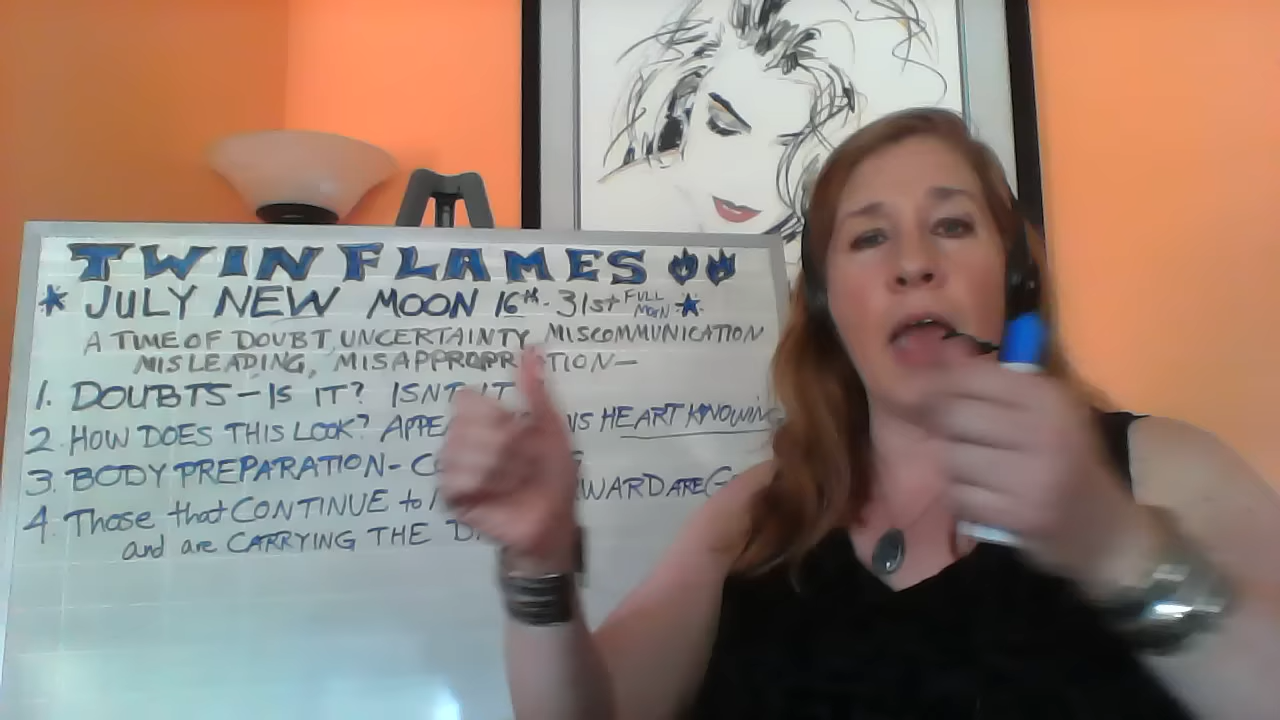 TWIN FLAMES
JULY NEW MOON 16th - 31st FULL MOON
A TIME OF DOUBT, UNCERTAINTY, MISCOMMUNICATION
MISLEADING, MISAPPROPRIATION—
1. DOUBTS - IS IT? ISNT IT
2. HOW DOES THIS LOOK? HEART KNOWING
3. BODY PREPARATION -
4. Those that CONTINUE to ARE
and are CARRYING THE